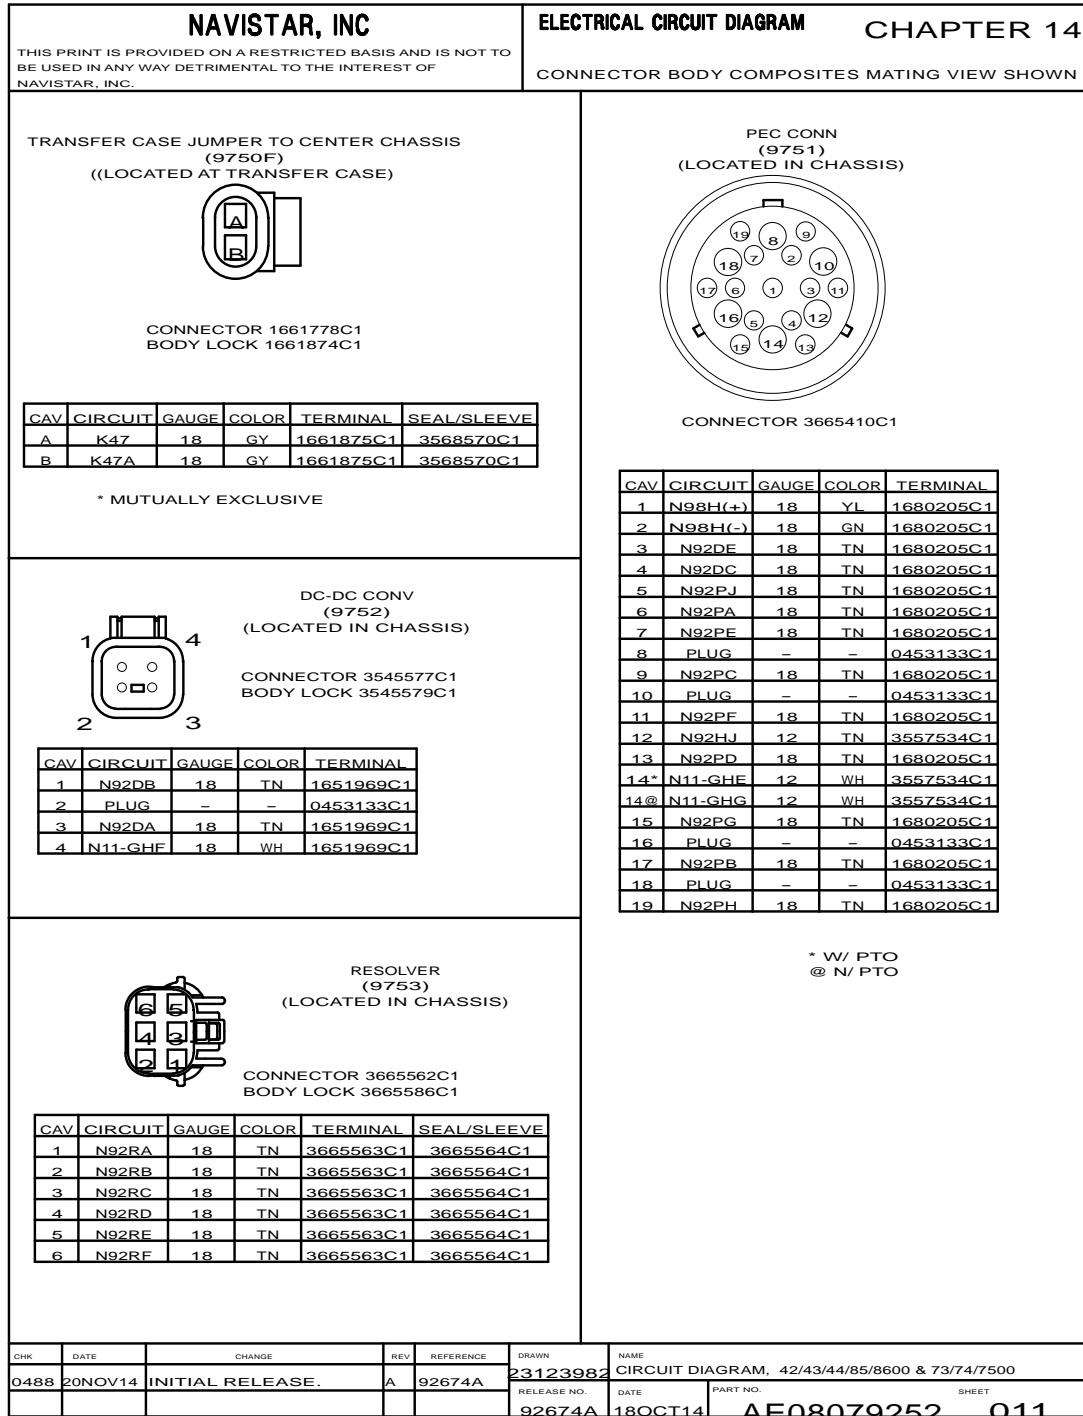 NAVISTAR, INC
THIS PRINT IS PROVIDED ON A RESTRICTED BASIS AND IS NOT TO
BE USED IN ANY WAY DETRIMENTAL TO THE INTEREST OF
NAVISTAR, INC.
ELECTRICAL CIRCUIT DIAGRAM
CHAPTER 14
CONNECTOR BODY COMPOSITES MATING VIEW SHOWN
TRANSFER CASE JUMPER TO CENTER CHASSIS
(9750F)
((LOCATED AT TRANSFER CASE)
A
B
CONNECTOR 1661778C1
BODY LOCK 1661874C1
CAV CIRCUIT GAUGE COLOR TERMINAL SEAL/SLEEVE
A K47 18 GY 1661875C1 3568570C1
B K47A 18 GY 1661875C1 3568570C1
* MUTUALLY EXCLUSIVE
DC-DC CONV
(9752)
(LOCATED IN CHASSIS)
1 4
CONNECTOR 3545577C1
BODY LOCK 3545579C1
2 3
CAV CIRCUIT GAUGE COLOR TERMINAL
1 N92DB 18 TN 1651969C1
2 PLUG – – 0453133C1
3 N92DA 18 TN 1651969C1
4 N11-GHF 18 WH 1651969C1
RESOLVER
(9753)
(LOCATED IN CHASSIS)
6 5
4 3
2 1
CONNECTOR 3665562C1
BODY LOCK 3665586C1
CAV CIRCUIT GAUGE COLOR TERMINAL SEAL/SLEEVE
1 N92RA 18 TN 3665563C1 3665564C1
2 N92RB 18 TN 3665563C1 3665564C1
3 N92RC 18 TN 3665563C1 3665564C1
4 N92RD 18 TN 3665563C1 3665564C1
5 N92RE 18 TN 3665563C1 3665564C1
6 N92RF 18 TN 3665563C1 3665564C1
PEC CONN
(9751)
(LOCATED IN CHASSIS)
19 8 9
18 7 2 10
17 6 1 3 11
16 5 4 12
15 14 13
CONNECTOR 3665410C1
CAV CIRCUIT GAUGE COLOR TERMINAL
1 N98H(+) 18 YL 1680205C1
2 N98H(-) 18 GN 1680205C1
3 N92DE 18 TN 1680205C1
4 N92DC 18 TN 1680205C1
5 N92PJ 18 TN 1680205C1
6 N92PA 18 TN 1680205C1
7 N92PE 18 TN 1680205C1
8 PLUG – – 0453133C1
9 N92PC 18 TN 1680205C1
10 PLUG – – 0453133C1
11 N92PF 18 TN 1680205C1
12 N92HJ 12 TN 3557534C1
13 N92PD 18 TN 1680205C1
14* N11-GHE 12 WH 3557534C1
14@ N11-GHG 12 WH 3557534C1
15 N92PG 18 TN 1680205C1
16 PLUG – – 0453133C1
17 N92PB 18 TN 1680205C1
18 PLUG – – 0453133C1
19 N92PH 18 TN 1680205C1
* W/ PTO
@ N/ PTO
CHK DATE CHANGE REV REFERENCE
0488 20NOV14 INITIAL RELEASE. A 92674A
DRAWN
23123982
NAME
CIRCUIT DIAGRAM, 42/43/44/85/8600 & 73/74/7500
RELEASE NO. DATE PART NO. SHEET
92674A 18OCT14 AE08079252 011